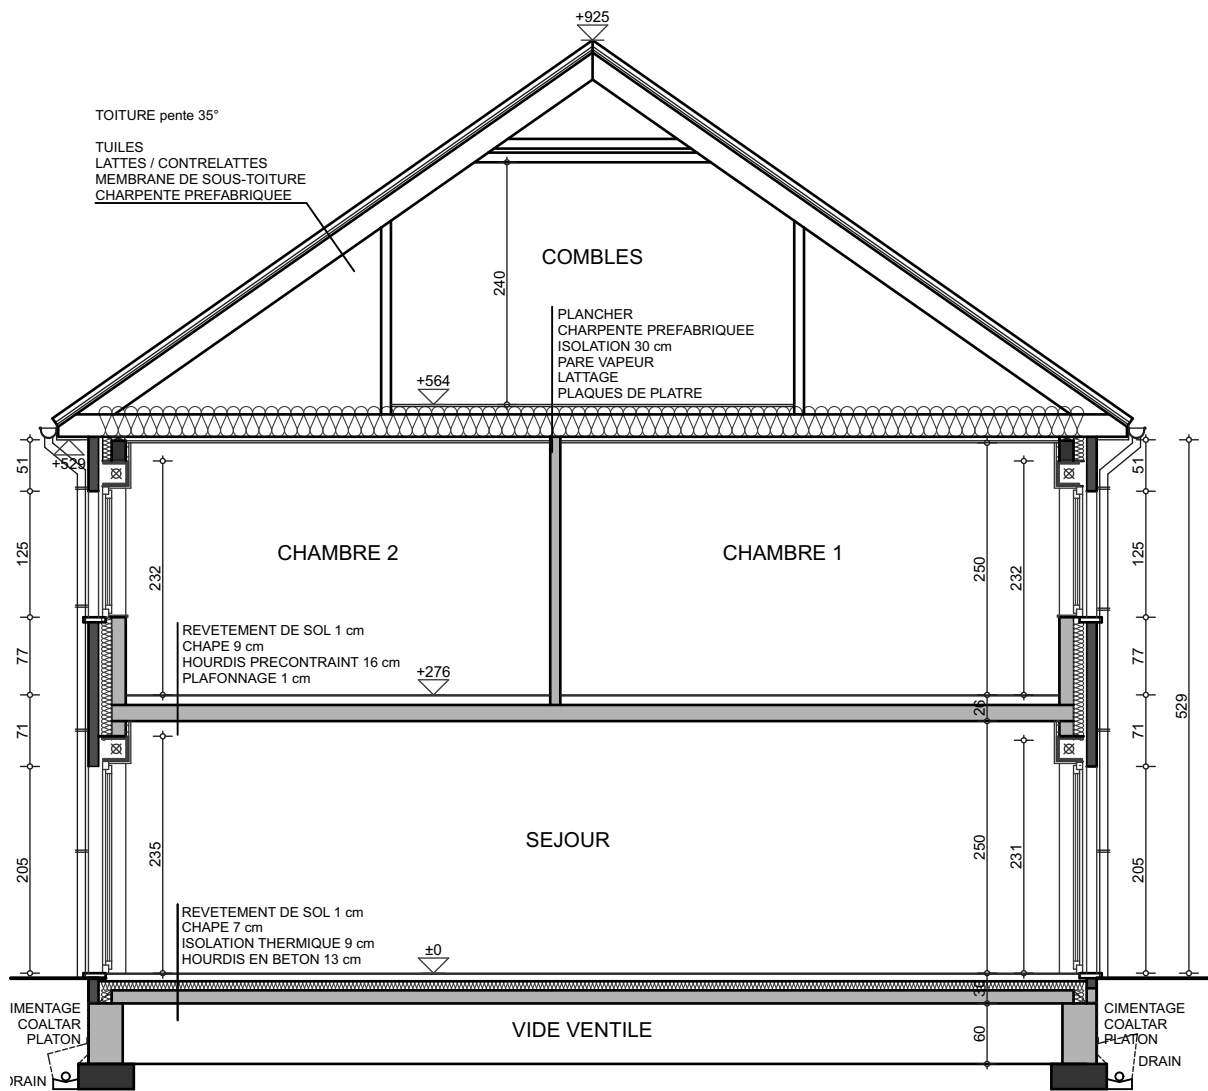 +925
TOITURE pente 35°
TUILES
LATTES / CONTRELATTES
MEMBRANE DE SOUS-TOITURE
CHARPENTE PREFABRIQUEE
COMBLES
240
PLANCHER
CHARPENTE PREFABRIQUEE
ISOLATION 30 cm
PARE VAPEUR
LATTAGE
PLAQUES DE PLATRE
+564
+529
51
51
CHAMBRE 2
CHAMBRE 1
125
232
250
232
125
REVETEMENT DE SOL 1 cm
CHAPE 9 cm
HOURDIS PRECONTRAINT 16 cm
PLAFONNAGE 1 cm
+276
77
77
26
529
71
71
SEJOUR
205
235
250
231
205
REVETEMENT DE SOL 1 cm
CHAPE 7 cm
ISOLATION THERMIQUE 9 cm
HOURDIS EN BETON 13 cm
±0
30
IMENTAGE
COALTAR
PLATON
DRAIN
VIDE VENTILE
60
CIMENTAGE
COALTAR
PLATON
DRAIN